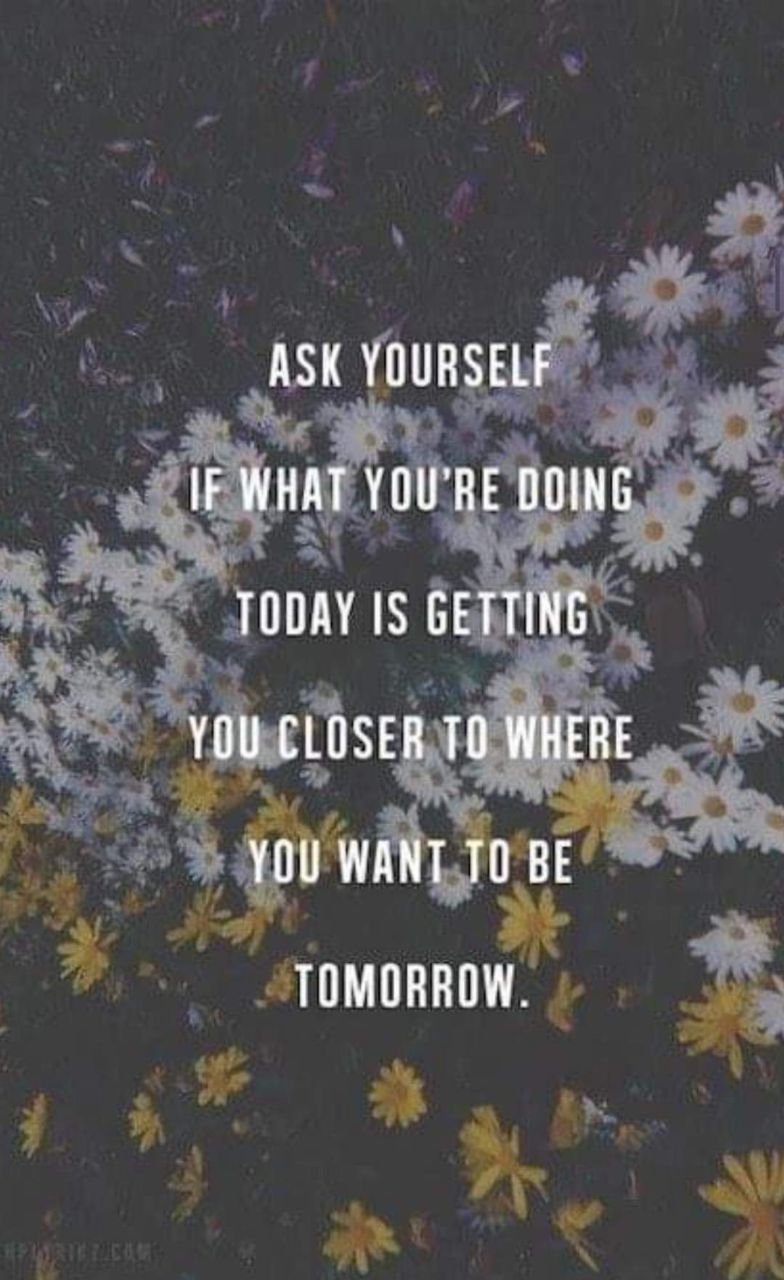 ASK YOURSELF
IF WHAT YOU'RE DOING
TODAY IS GETTING
YOU CLOSER TO WHERE
YOU WANT TO BE
TOMORROW.